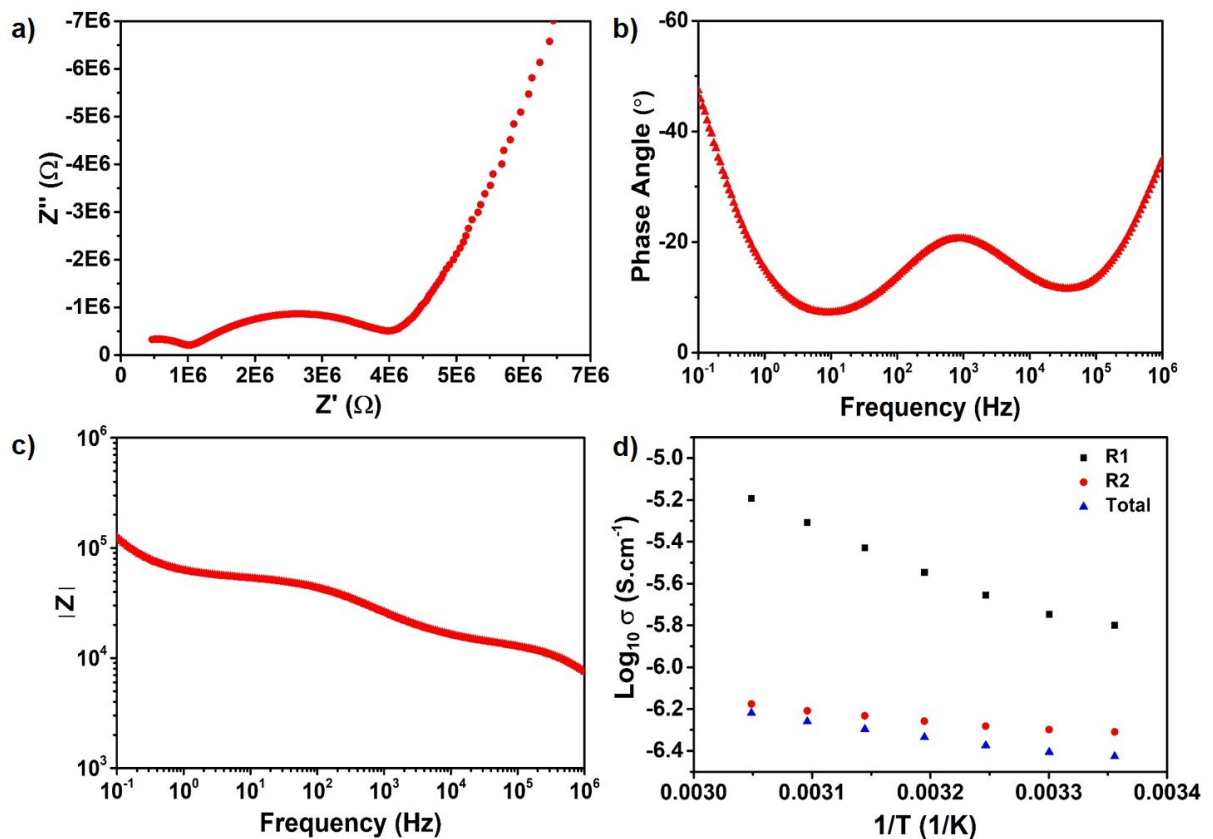 a)
-7E6
-6E6
-5E6
-4E6
-3E6
-2E6
-1E6
0
Z'' (Ω)
0 1E6 2E6 3E6 4E6 5E6 6E6 7E6
Z' (Ω)
b)
-60
-40
-20
0
Phase Angle (°)
10⁻¹ 10⁰ 10¹ 10² 10³ 10⁴ 10⁵ 10⁶
Frequency (Hz)
c)
10⁶
10⁵
10⁴
10³
|Z|
10⁻¹ 10⁰ 10¹ 10² 10³ 10⁴ 10⁵ 10⁶
Frequency (Hz)
d)
-5.0
-5.2
-5.4
-5.6
-5.8
-6.0
-6.2
-6.4
Log₁₀ σ (S.cm⁻¹)
R1
R2
Total
0.0030 0.0031 0.0032 0.0033 0.0034
1/T (1/K)